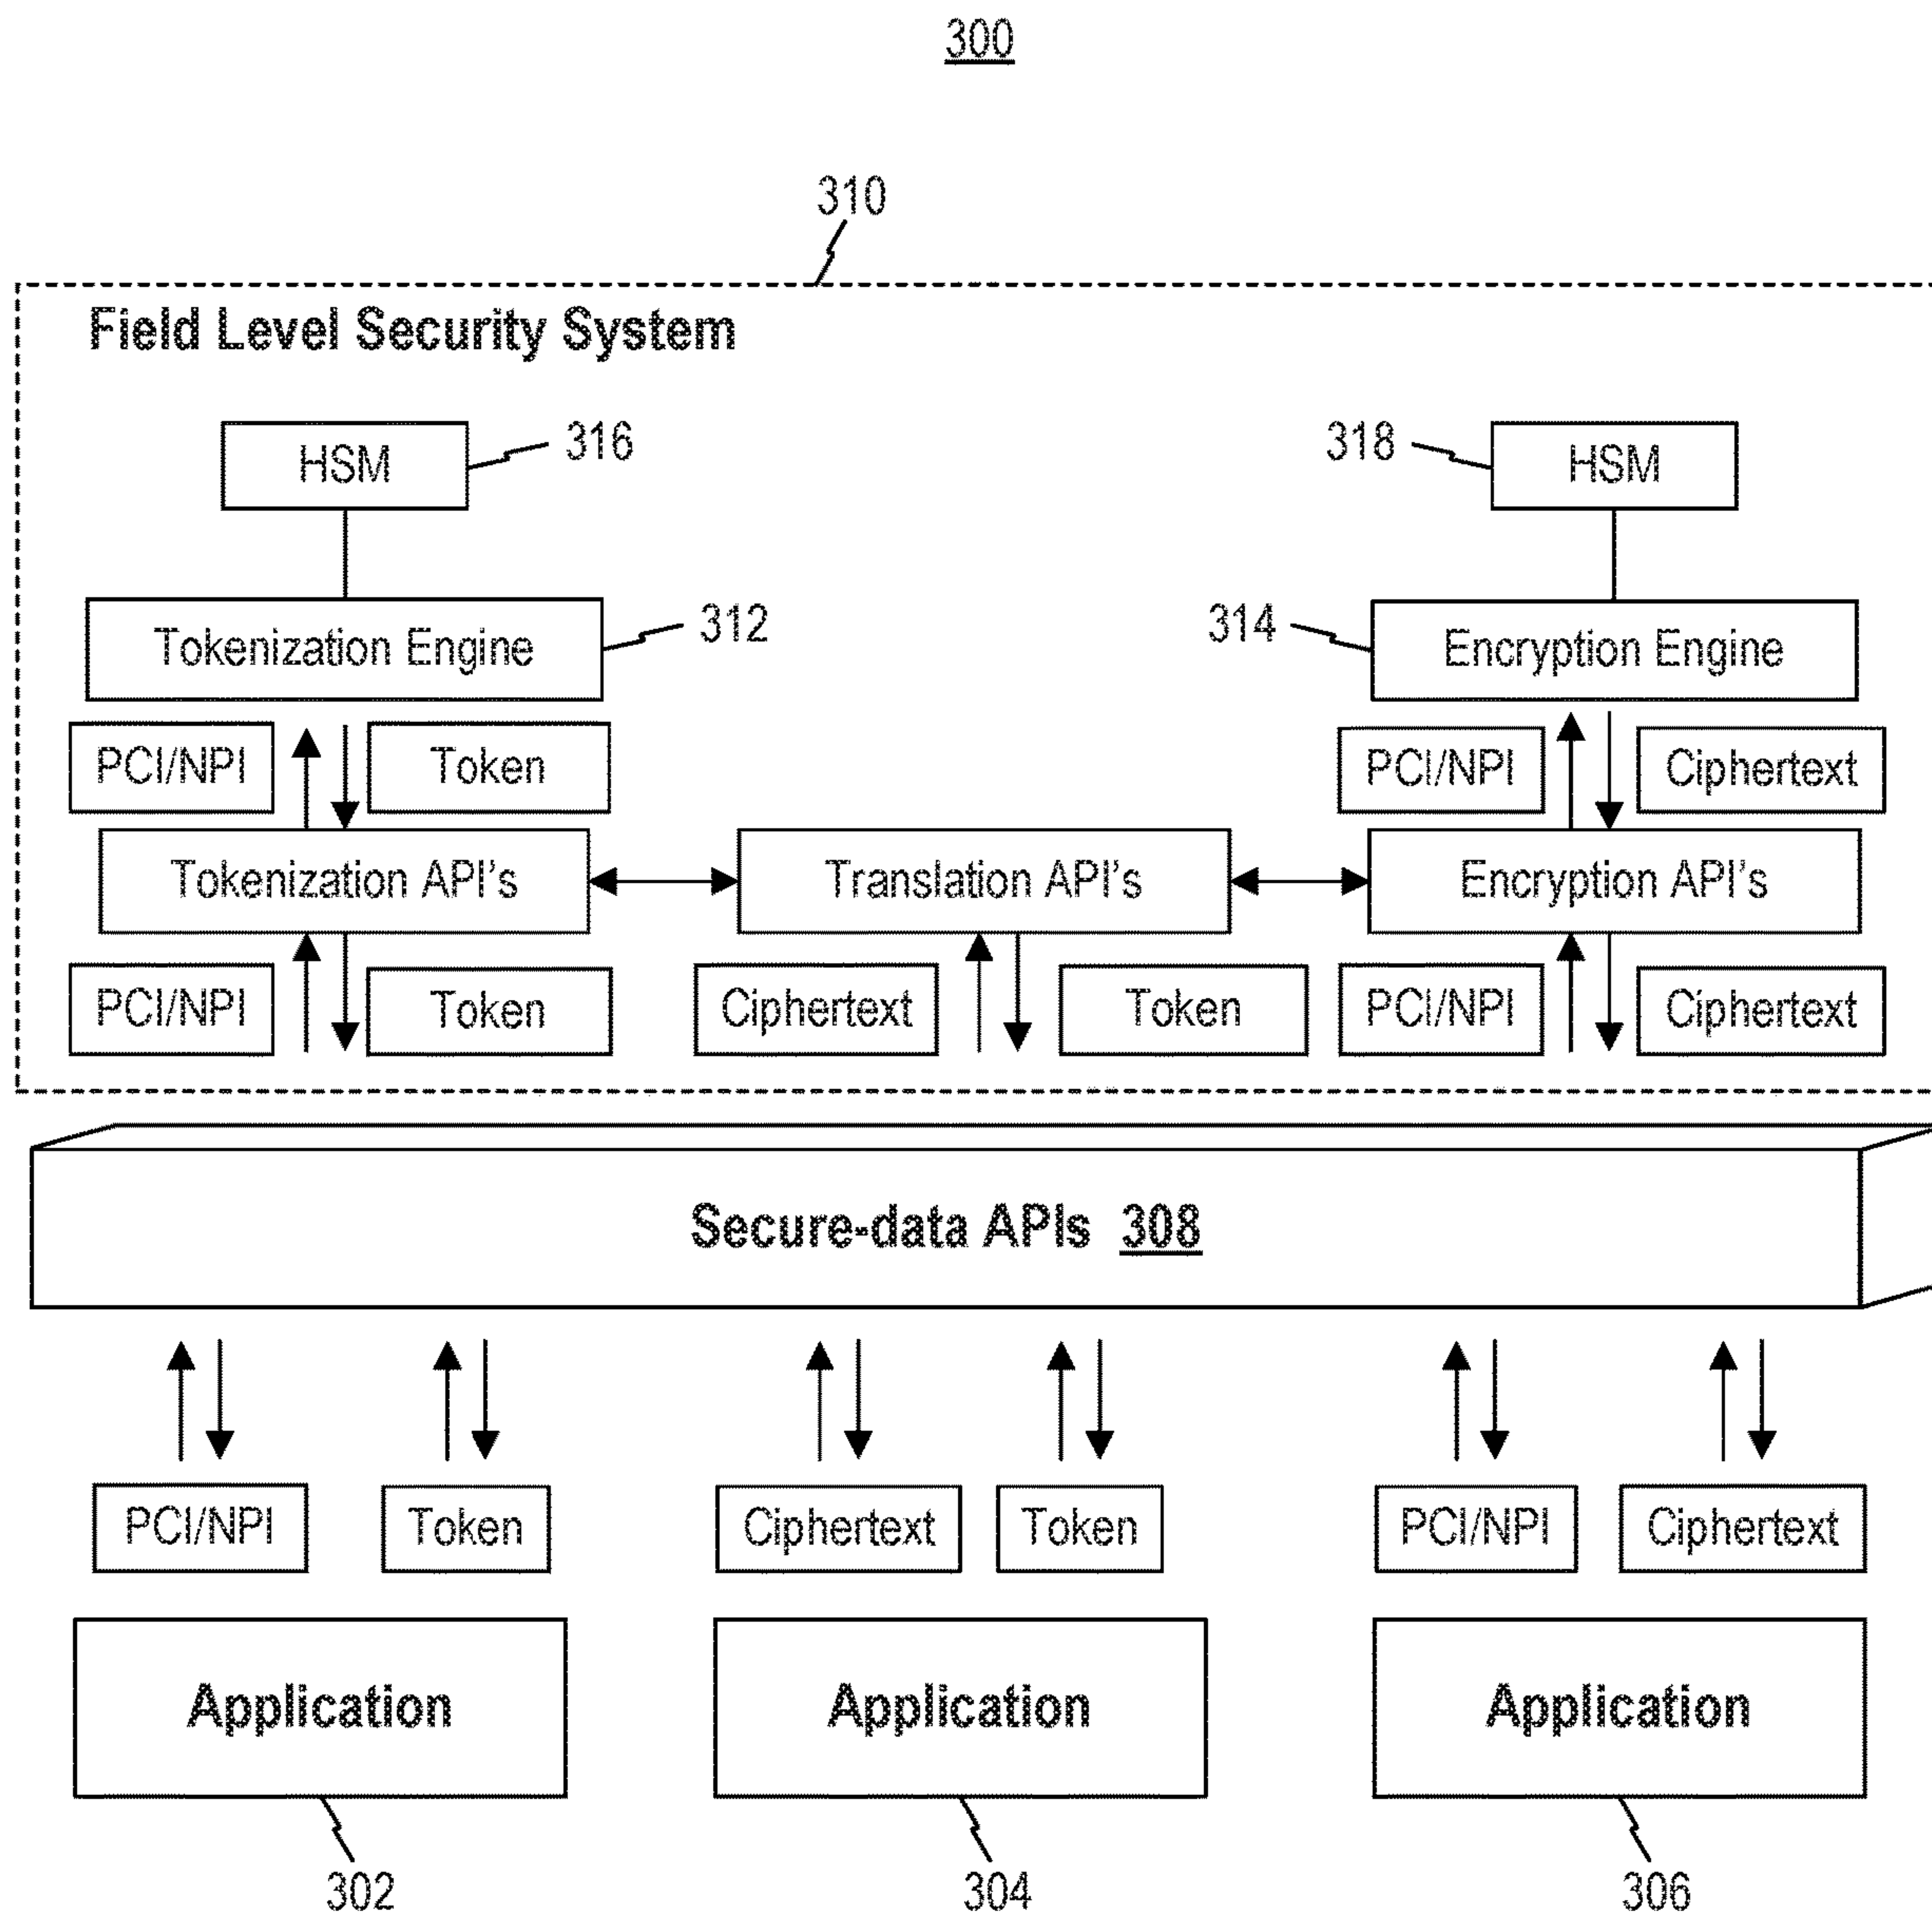 300
310
Field Level Security System
HSM
316
318
HSM
Tokenization Engine
312
314
Encryption Engine
PCI/NPI
Token
PCI/NPI
Ciphertext
Tokenization API's
Translation API's
Encryption API's
PCI/NPI
Token
Ciphertext
Token
PCI/NPI
Ciphertext
Secure-data APIs 308
PCI/NPI
Token
Ciphertext
Token
PCI/NPI
Ciphertext
Application
Application
Application
302
304
306